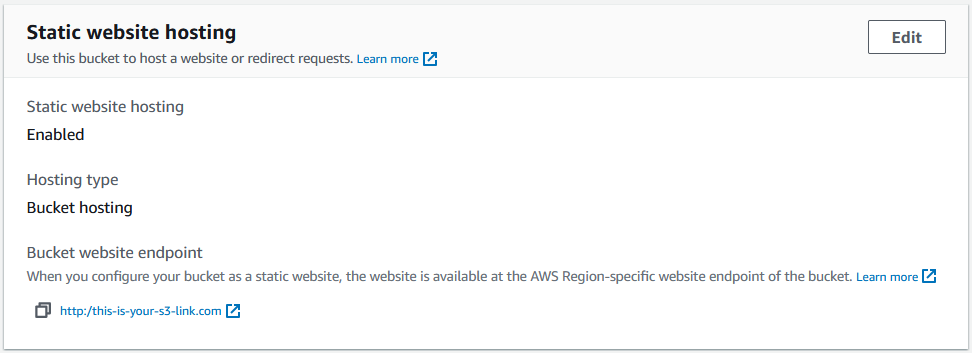 Static website hosting
Edit
Use this bucket to host a website or redirect requests. Learn more
Static website hosting
Enabled
Hosting type
Bucket hosting
Bucket website endpoint
When you configure your bucket as a static website, the website is available at the AWS Region-specific website endpoint of the bucket. Learn more
http:/this-is-your-s3-link.com